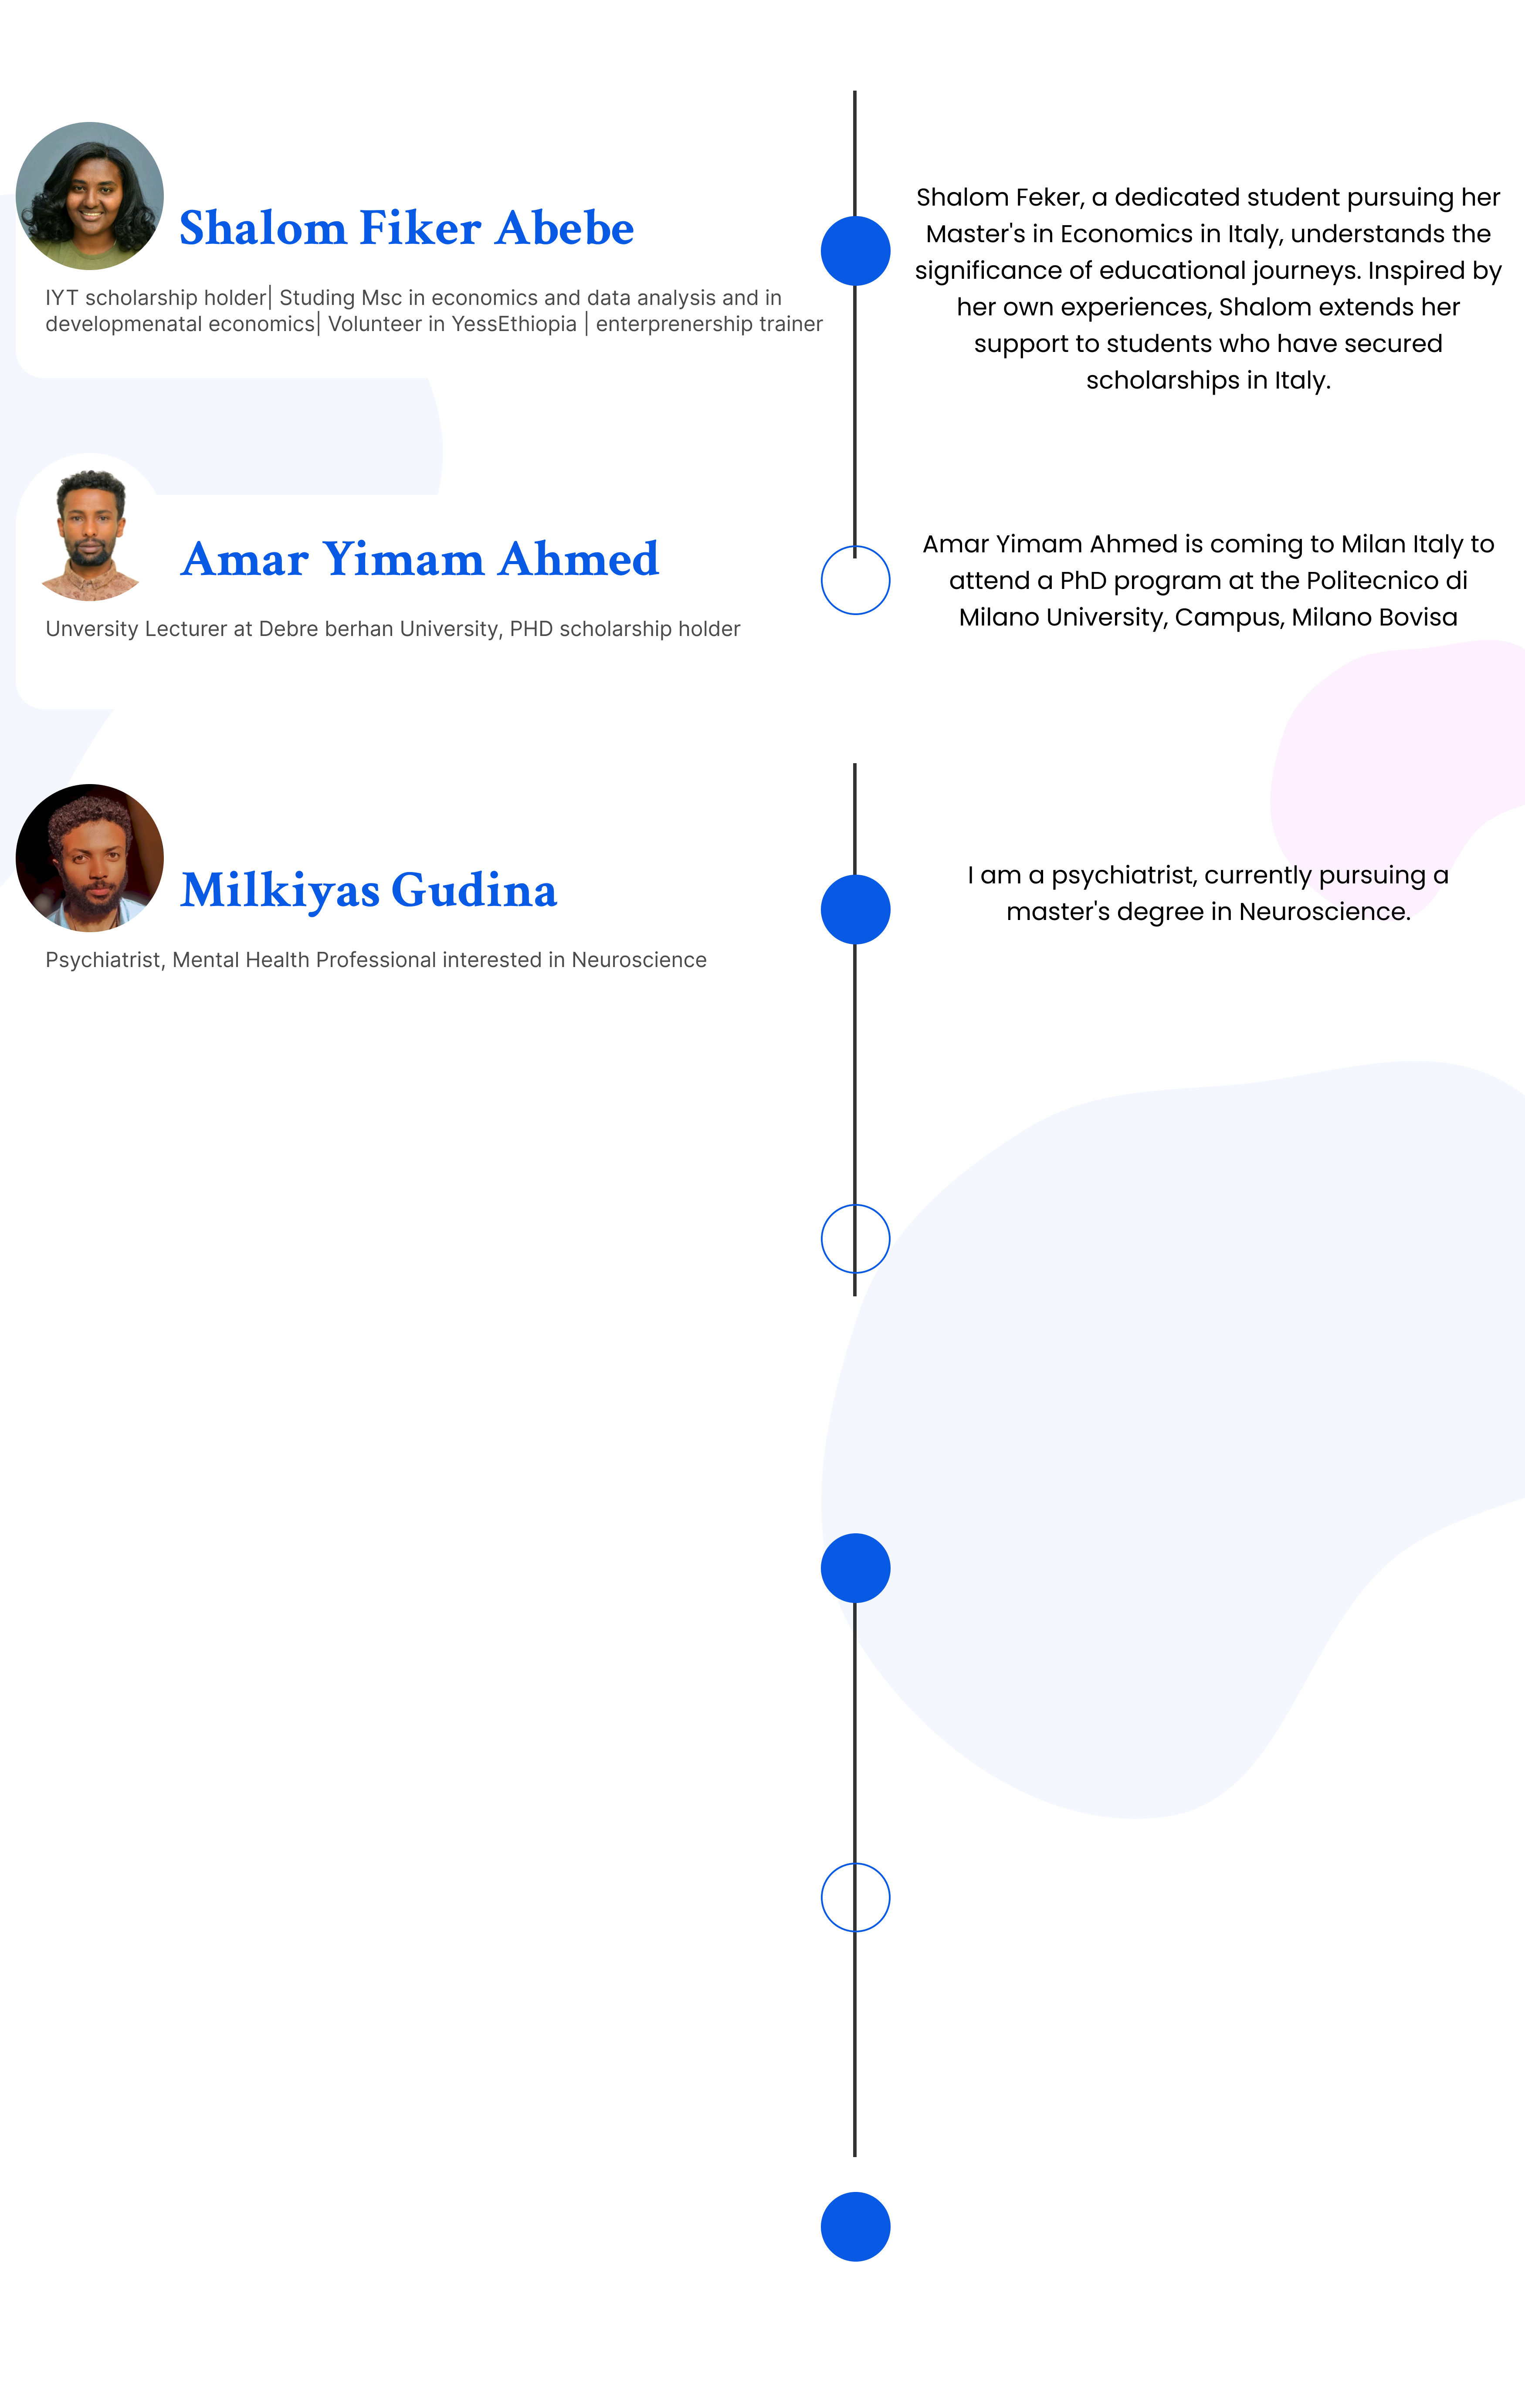 Shalom Fiker Abebe
IYT scholarship holder| Studing Msc in economics and data analysis and in
developmenatal economics| Volunteer in YessEthiopia | enterprenership trainer
Shalom Feker, a dedicated student pursuing her
Master's in Economics in Italy, understands the
significance of educational journeys. Inspired by
her own experiences, Shalom extends her
support to students who have secured
scholarships in Italy.
Amar Yimam Ahmed
Unversity Lecturer at Debre berhan University, PHD scholarship holder
Amar Yimam Ahmed is coming to Milan Italy to
attend a PhD program at the Politecnico di
Milano University, Campus, Milano Bovisa
Milkiyas Gudina
Psychiatrist, Mental Health Professional interested in Neuroscience
I am a psychiatrist, currently pursuing a
master's degree in Neuroscience.